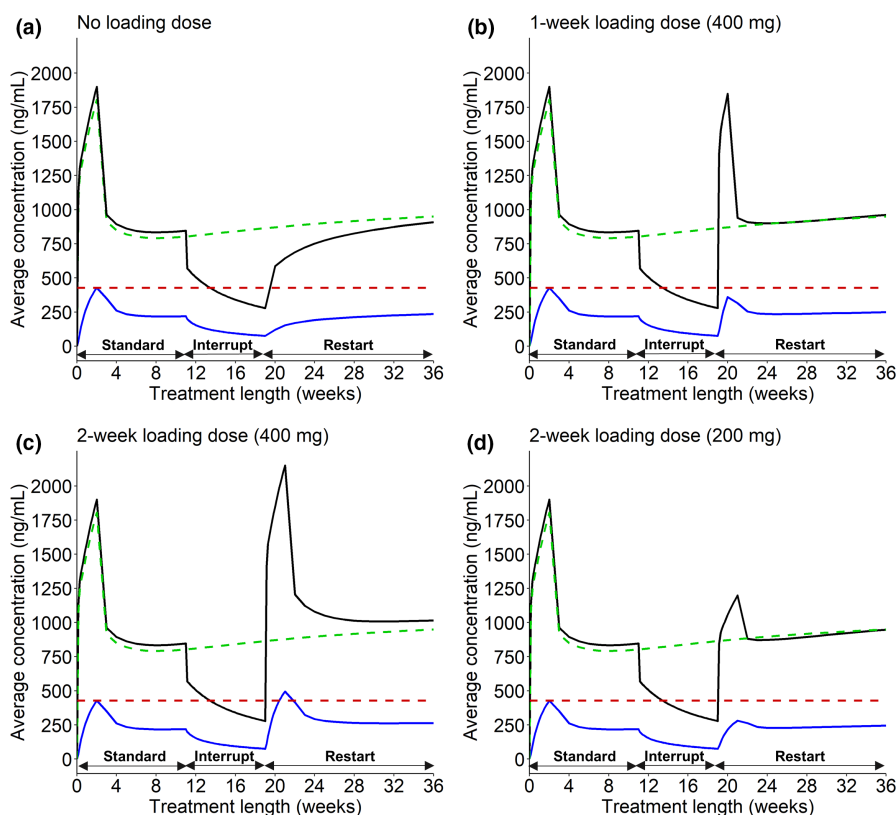 (a) No loading dose
Average concentration (ng/mL)
2000
1750
1500
1250
1000
750
500
250
0
Standard Interrupt Restart
0 4 8 12 16 20 24 28 32 36
Treatment length (weeks)
(b) 1-week loading dose (400 mg)
Average concentration (ng/mL)
2000
1750
1500
1250
1000
750
500
250
0
Standard Interrupt Restart
0 4 8 12 16 20 24 28 32 36
Treatment length (weeks)
(c) 2-week loading dose (400 mg)
Average concentration (ng/mL)
2000
1750
1500
1250
1000
750
500
250
0
Standard Interrupt Restart
0 4 8 12 16 20 24 28 32 36
Treatment length (weeks)
(d) 2-week loading dose (200 mg)
Average concentration (ng/mL)
2000
1750
1500
1250
1000
750
500
250
0
Standard Interrupt Restart
0 4 8 12 16 20 24 28 32 36
Treatment length (weeks)